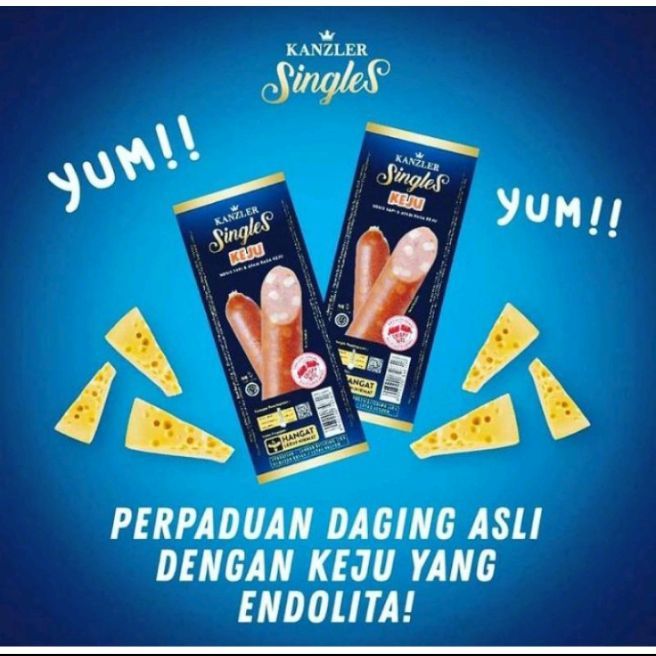 KANZLER
Singles
YUM!!
YUM!!
KANZLER
Singles
KEJU
KANZLER
Singles
KEJU
HANGAT
HANGAT
PERPADUAN DAGING ASLI
DENGAN KEJU YANG
ENDOLITA!